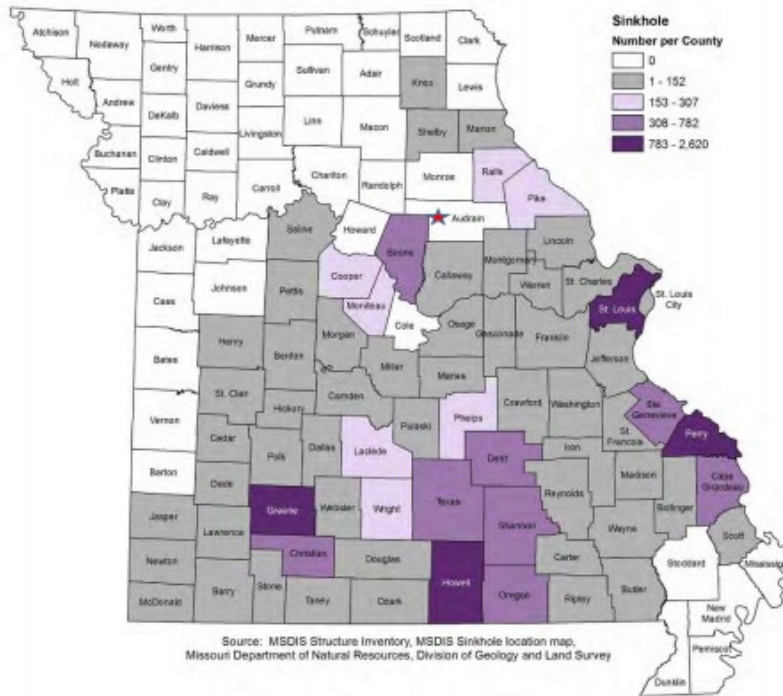 Sinkhole
Number per County
0
1 - 152
153 - 307
308 - 782
783 - 2,620
Atchison
Nodaway
Worth
Harrison
Mercer
Putnam
Schuyler
Scotland
Clark
Gentry
Sullivan
Adair
Knox
Lewis
Holt
Andrew
DeKalb
Daviess
Grundy
Linn
Macon
Shelby
Marion
Livingston
Buchanan
Clinton
Caldwell
Chariton
Randolph
Monroe
Ralls
Pike
Platte
Clay
Ray
Carroll
Audrain
Saline
Howard
Boone
Lincoln
Jackson
Lafayette
Cooper
Callaway
Montgomery
Warren
St. Charles
St. Louis
St. Louis
City
Johnson
Pettis
Moniteau
Cass
Cole
Osage
Gasconade
Franklin
Jefferson
Henry
Morgan
Bates
Benton
Miller
Maries
St. Clair
Camden
Crawford
Washington
Ste.
Genevieve
Hickory
Vernon
Pulaski
Phelps
St.
Francois
Perry
Cedar
Dallas
Laclede
Iron
Polk
Dent
Madison
Cape
Girardeau
Barton
Dade
Texas
Reynolds
Bollinger
Jasper
Greene
Webster
Wright
Shannon
Wayne
Scott
Lawrence
Newton
Christian
Douglas
Carter
Stoddard
Mississippi
Howell
Stone
McDonald
Barry
Taney
Ozark
Oregon
Ripley
Butler
New
Madrid
Pemiscot
Dunklin
Source: MSDIS Structure Inventory, MSDIS Sinkhole location map,
Missouri Department of Natural Resources, Division of Geology and Land Survey